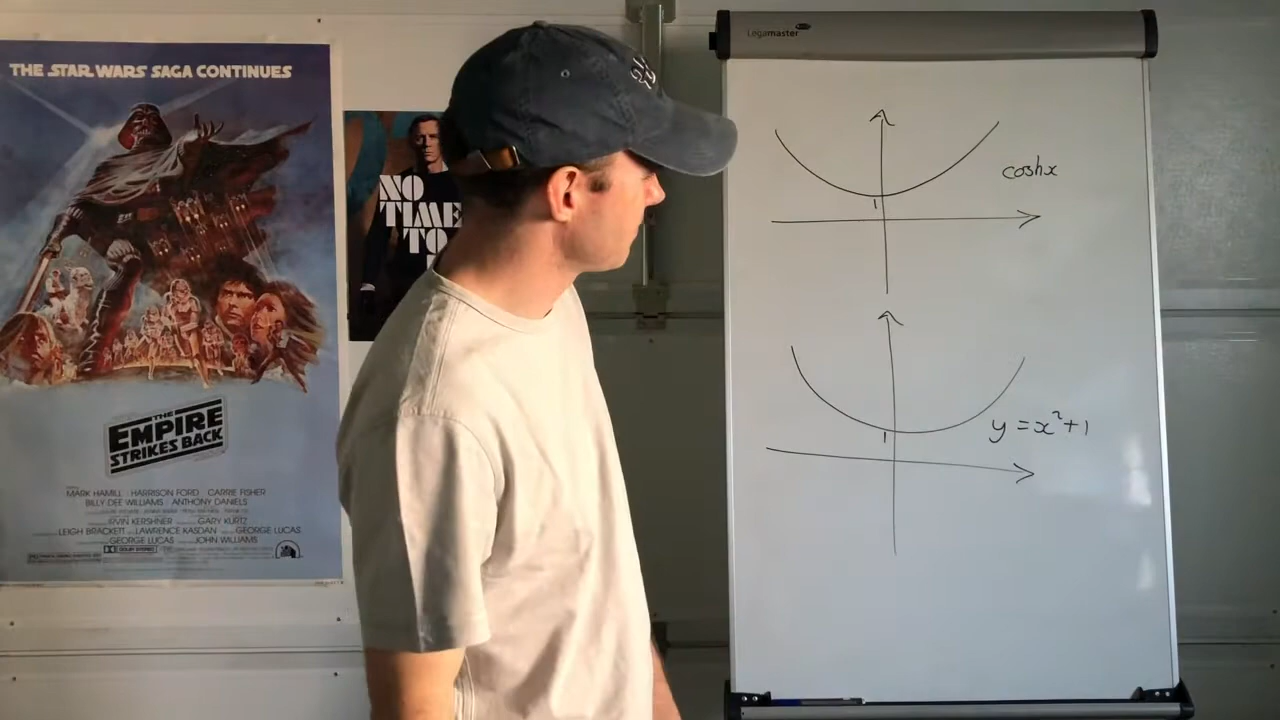 THE STAR WARS SAGA CONTINUES
THE
EMPIRE
STRIKES BACK
MARK HAMILL · HARRISON FORD CARRIE FISHER
BILLY DEE WILLIAMS ANTHONY DANIELS
IRVIN KERSHNER GARY KURTZ
LEIGH BRACKETT LAWRENCE KASDAN GEORGE LUCAS
GEORGE LUCAS JOHN WILLIAMS
DOLBY STEREO
NO
TIME
TO
Legamaster
coshx
1
y = x²+1
1